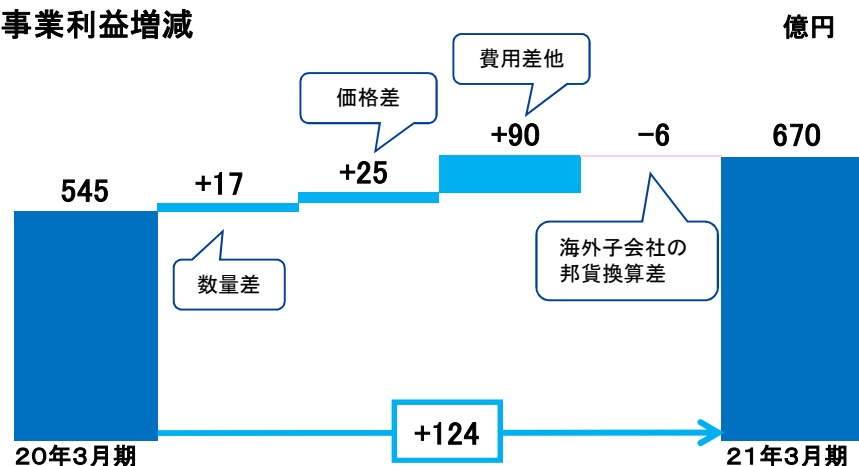 事業利益増減
億円
費用差他
価格差
+90
-6
670
+25
+17
545
海外子会社の
邦貨換算差
数量差
+124
20年3月期
21年3月期